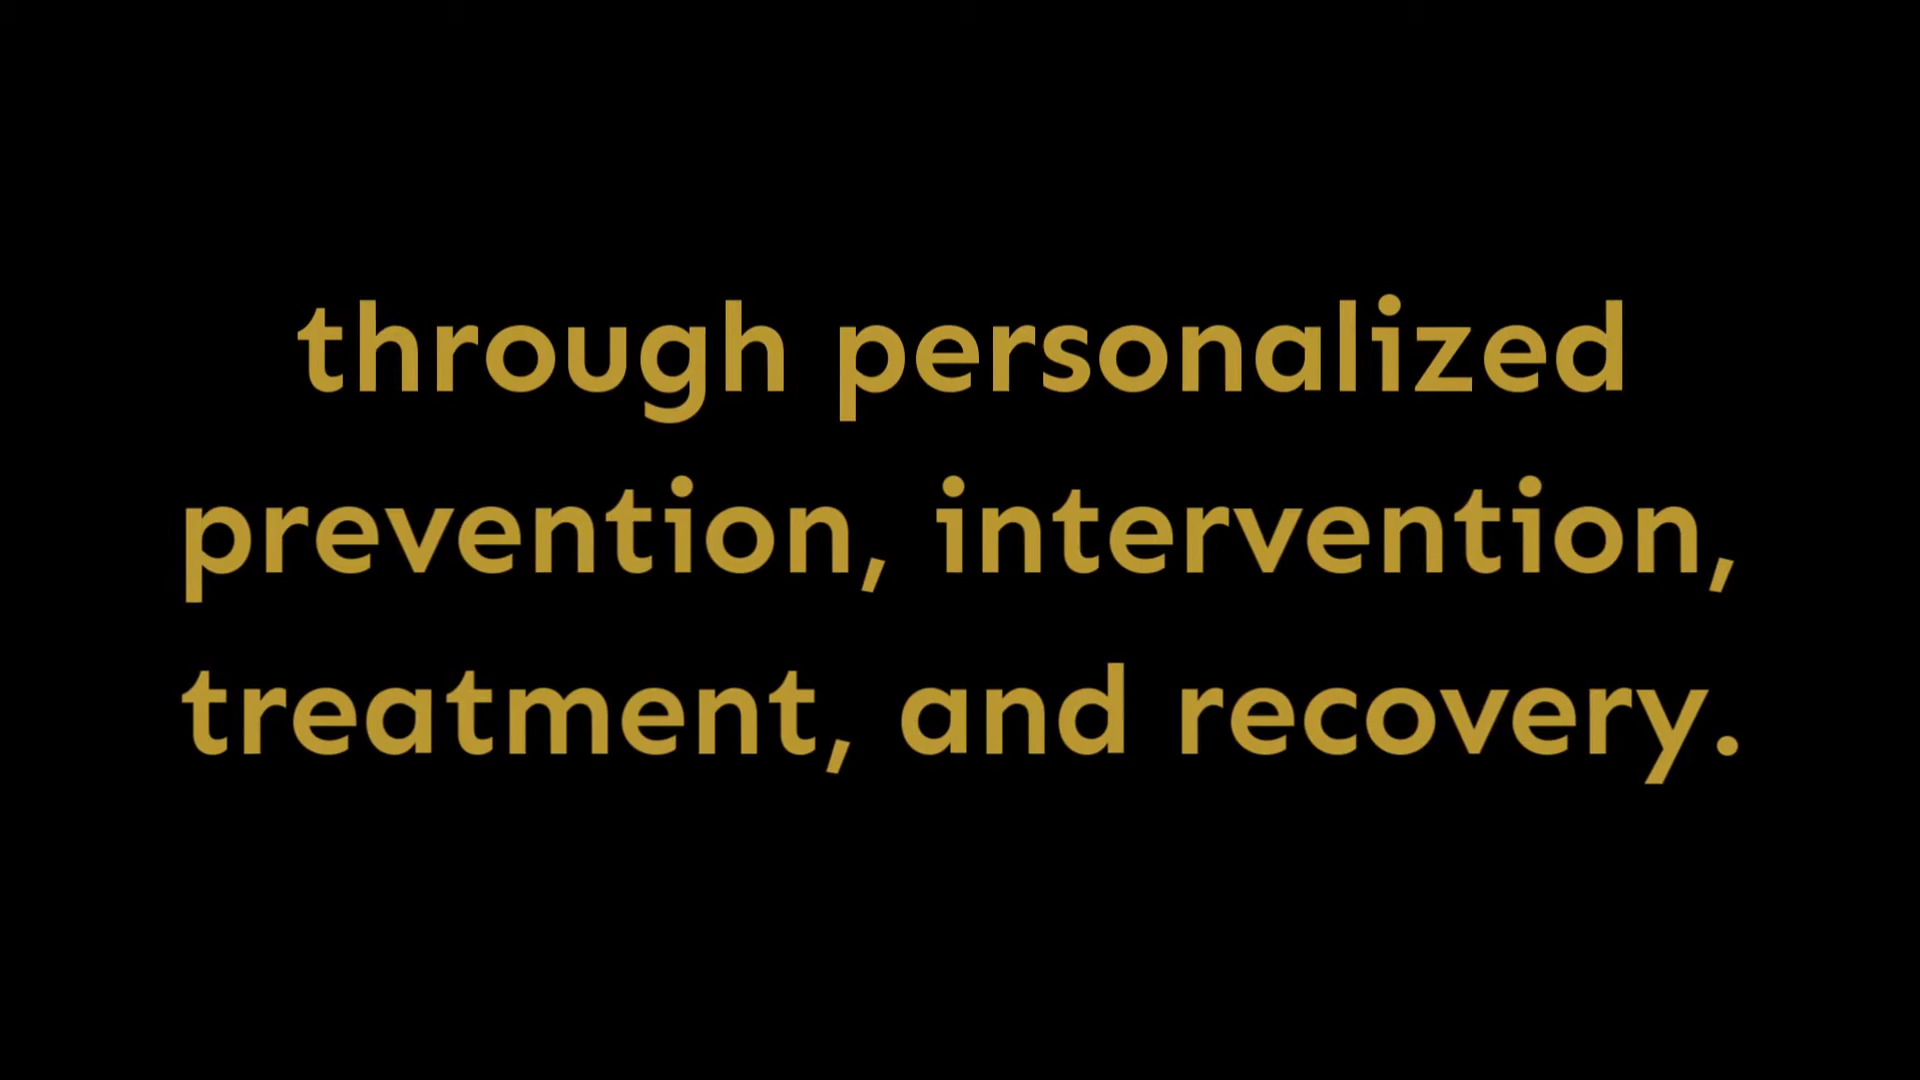 through personalized
prevention, intervention,
treatment, and recovery.